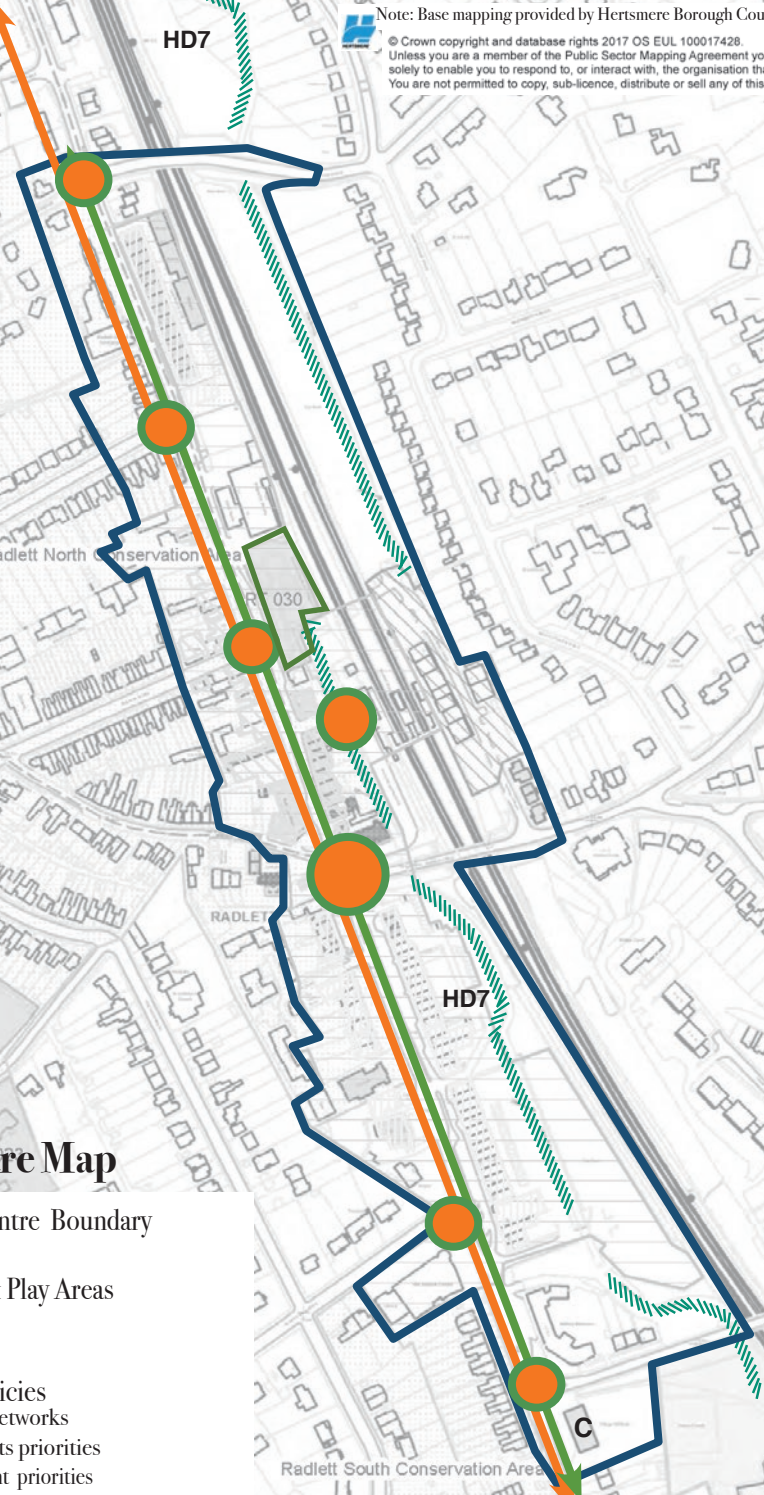 HD7
Note: Base mapping provided by Hertsmere Borough Cou
HERTSMERE
© Crown copyright and database rights 2017 OS EUL 100017428.
Unless you are a member of the Public Sector Mapping Agreement yo
solely to enable you to respond to, or interact with, the organisation tha
You are not permitted to copy, sub-licence, distribute or sell any of this
adlett North Conservation Area
RT 030
RADLET
HD7
re Map
ntre Boundary
Play Areas
icies
etworks
ts priorities
nt priorities
C
Radlett South Conservation Area